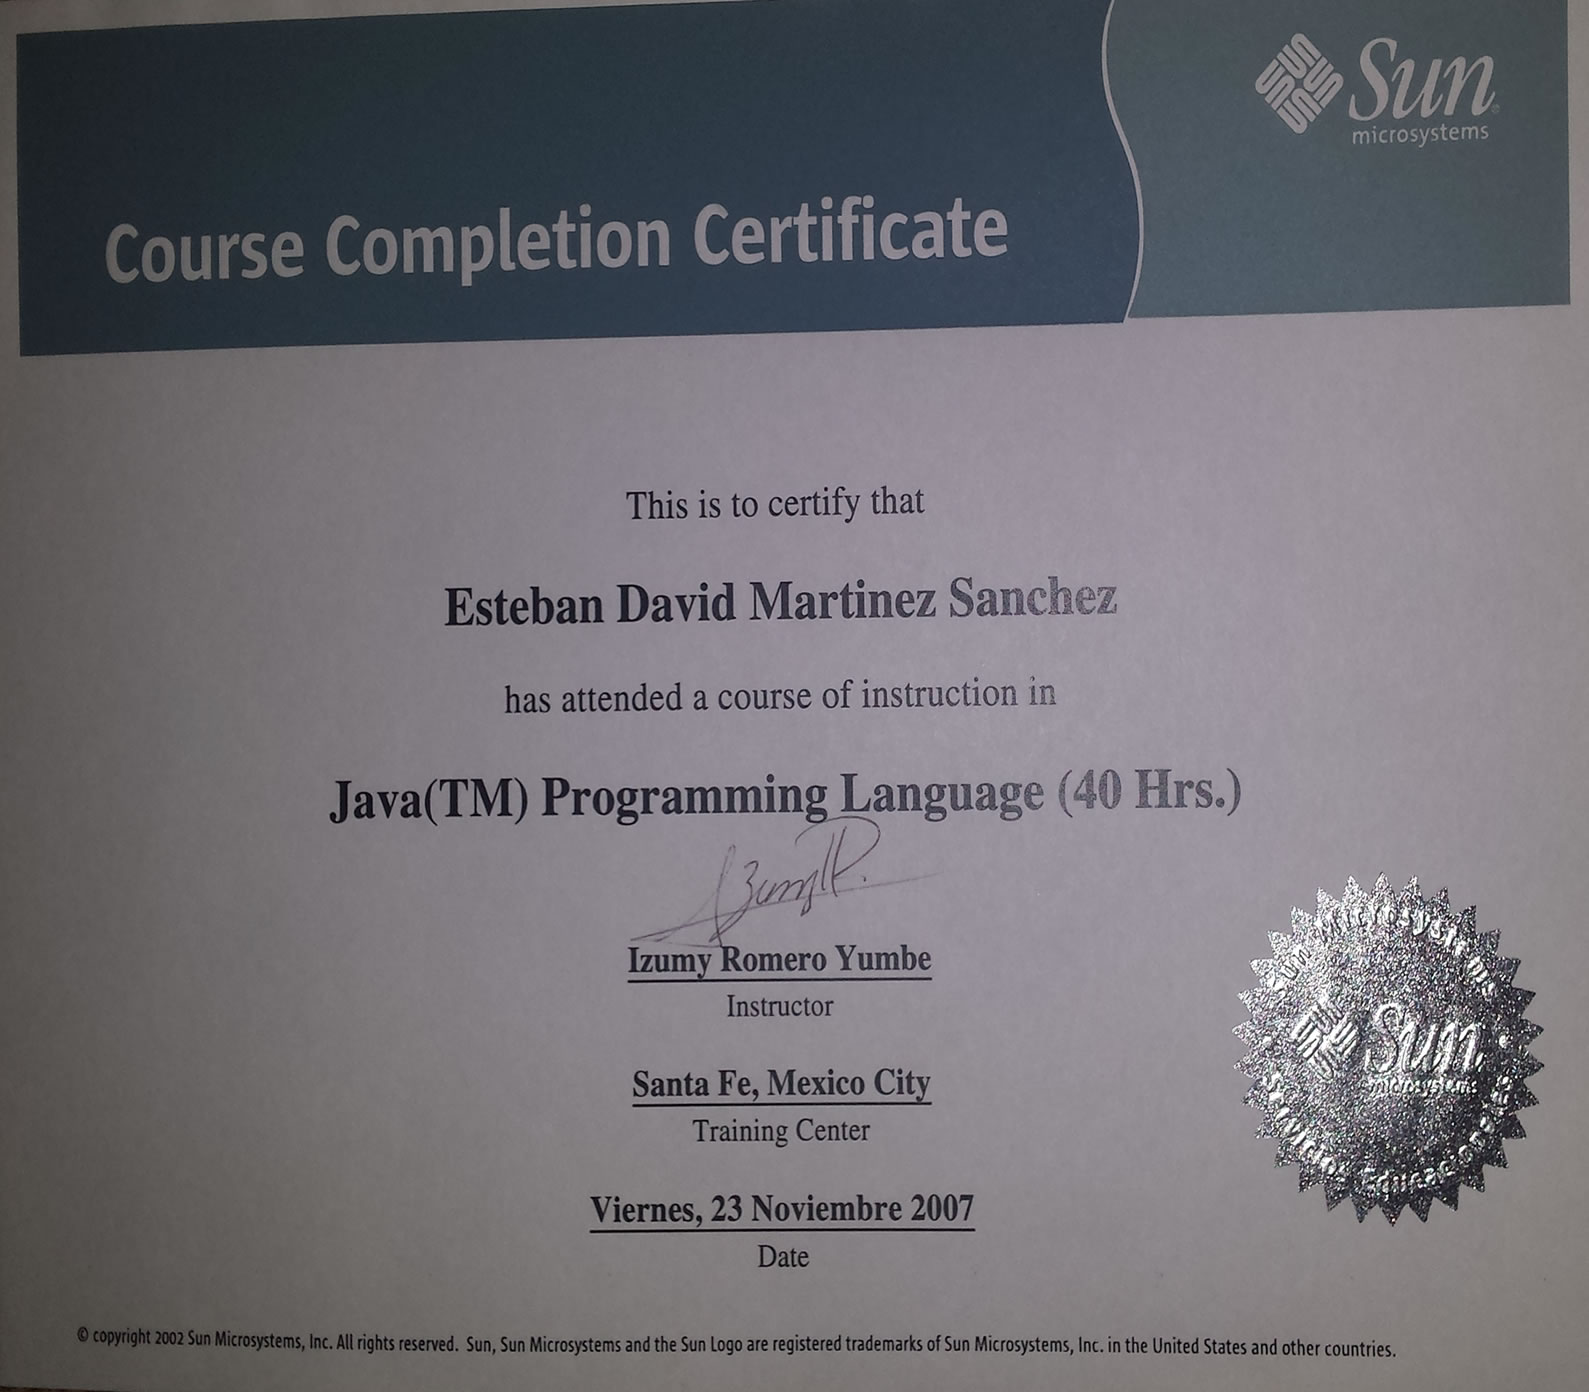 Sun
microsystems
Course Completion Certificate
This is to certify that
Esteban David Martinez Sanchez
has attended a course of instruction in
Java(TM) Programming Language (40 Hrs.)
Izumy Romero Yumbe
Instructor
Santa Fe, Mexico City
Training Center
Viernes, 23 Noviembre 2007
Date
Sun Microsystems
Sun
microsystems
Servicios Educacionales
© copyright 2002 Sun Microsystems, Inc. All rights reserved. Sun, Sun Microsystems and the Sun Logo are registered trademarks of Sun Microsystems, Inc. in the United States and other countries.